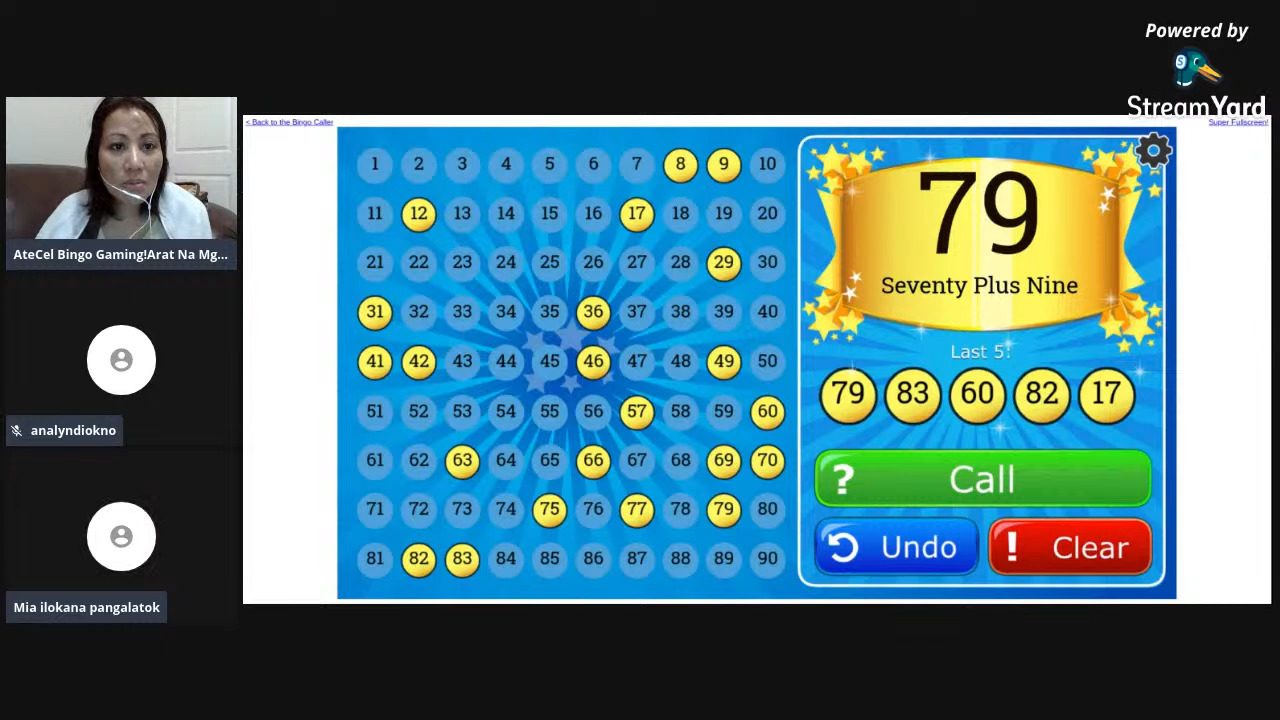 Powered by
StreamYard
AteCel Bingo Gaming!Arat Na Mg...
analyndiokno
Mia ilokana pangalatok
< Back to the Bingo Caller
Super Fullscreen!
1 2 3 4 5 6 7 8 9 10
11 12 13 14 15 16 17 18 19 20
21 22 23 24 25 26 27 28 29 30
31 32 33 34 35 36 37 38 39 40
41 42 43 44 45 46 47 48 49 50
51 52 53 54 55 56 57 58 59 60
61 62 63 64 65 66 67 68 69 70
71 72 73 74 75 76 77 78 79 80
81 82 83 84 85 86 87 88 89 90
79
Seventy Plus Nine
Last 5:
79 83 60 82 17
? Call
Undo
! Clear